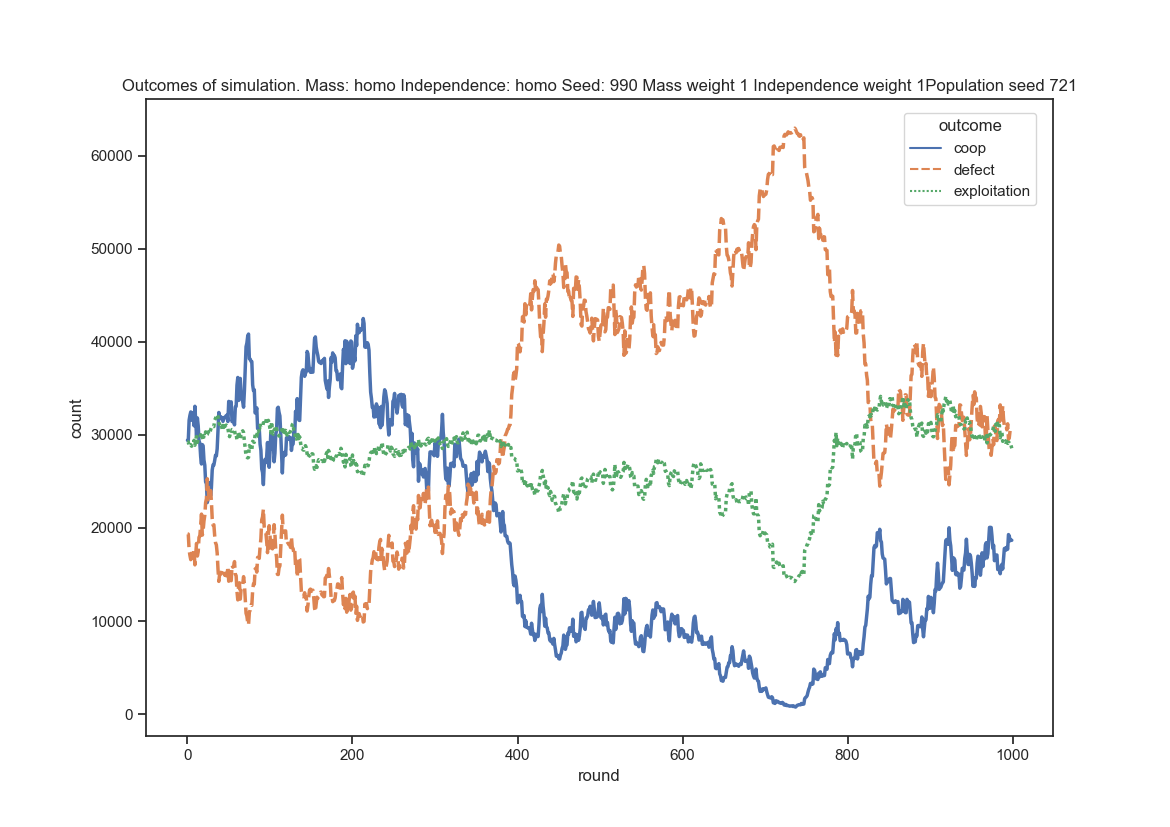 Outcomes of simulation. Mass: homo Independence: homo Seed: 990 Mass weight 1 Independence weight 1Population seed 721
outcome
coop
defect
exploitation
60000
50000
40000
30000
20000
10000
0
count
0 200 400 600 800 1000
round